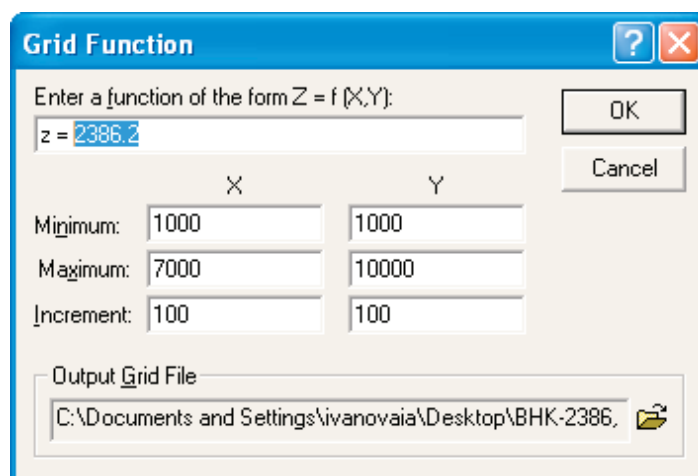 Grid Function
Enter a function of the form Z = f (X,Y):
z = 2386.2
OK
Cancel
X Y
Minimum: 1000 1000
Maximum: 7000 10000
Increment: 100 100
Output Grid File
C:\Documents and Settings\ivanovaia\Desktop\BHK-2386,